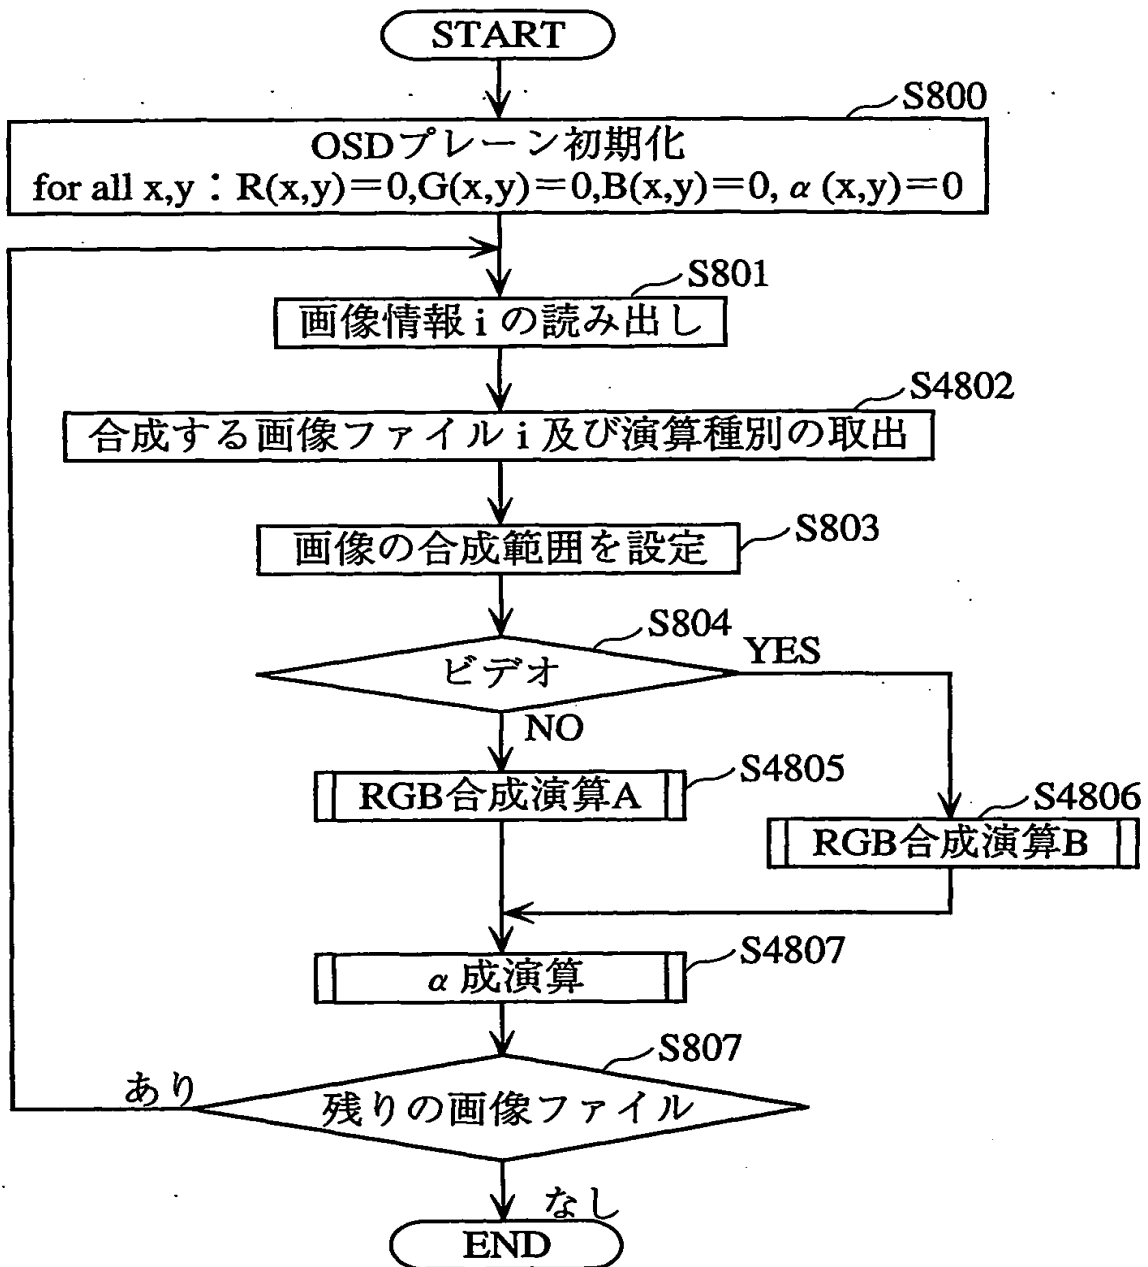 START
S800
OSDプレーン初期化
for all x,y：R(x,y)＝0,G(x,y)＝0,B(x,y)＝0, α (x,y)＝0
S801
画像情報 i の読み出し
S4802
合成する画像ファイル i 及び演算種別の取出
画像の合成範囲を設定
S803
S804
ビデオ
YES
NO
RGB合成演算A
S4805
S4806
RGB合成演算B
α 成演算
S4807
S807
あり
残りの画像ファイル
なし
END